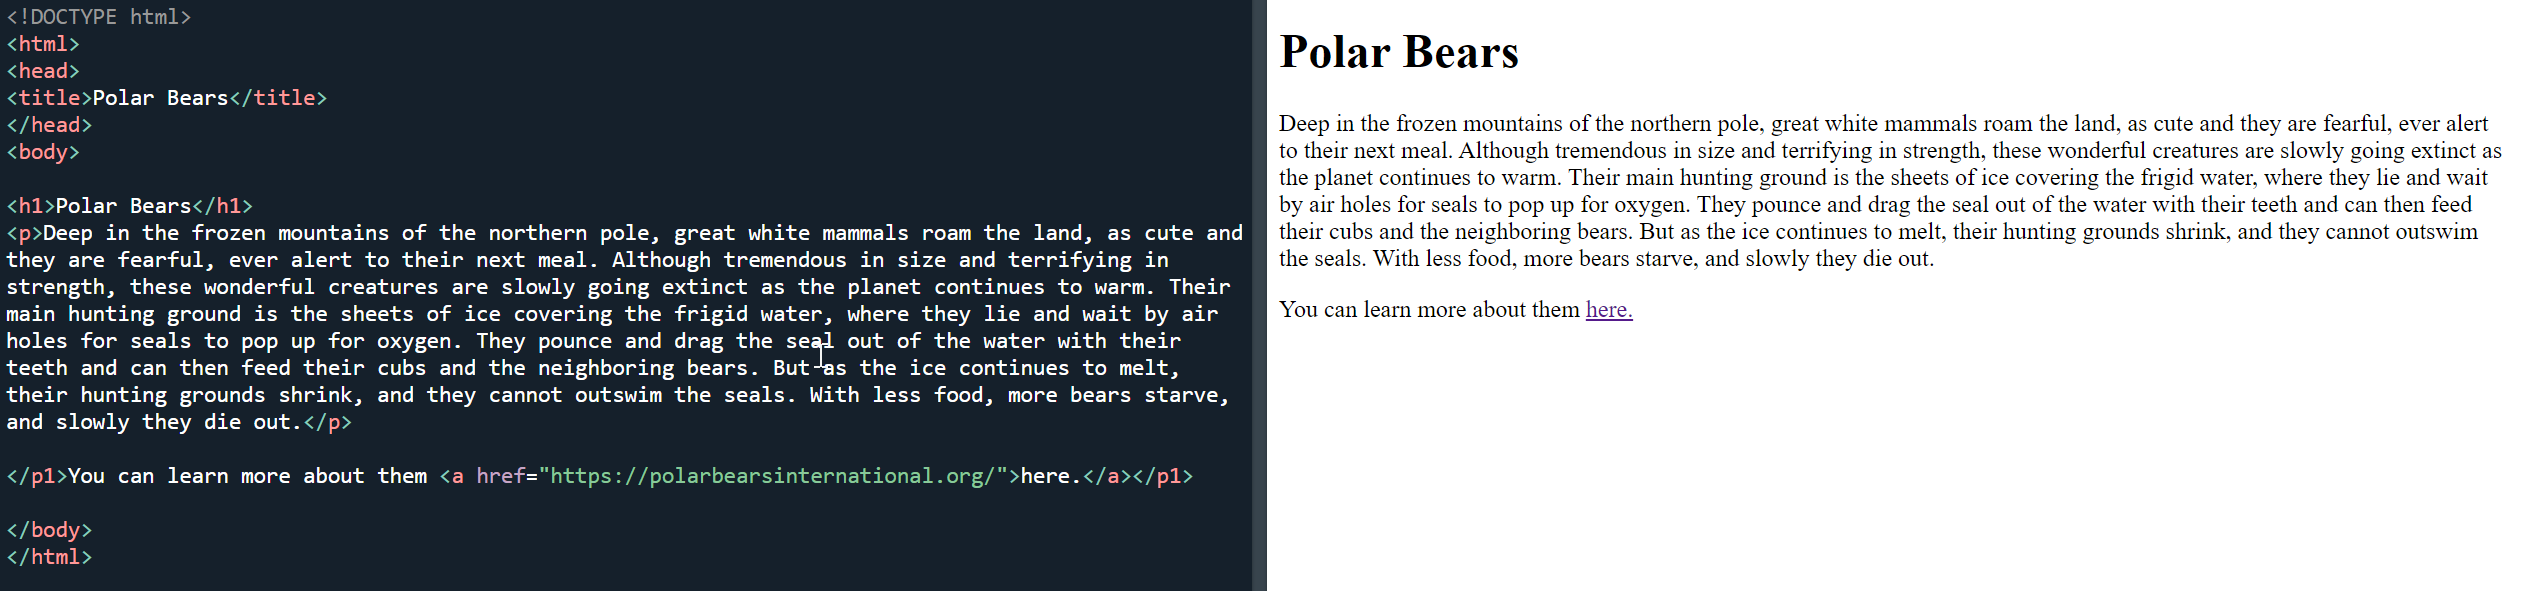 <!DOCTYPE html>
<html>
<head>
<title>Polar Bears</title>
</head>
<body>
<h1>Polar Bears</h1>
<p>Deep in the frozen mountains of the northern pole, great white mammals roam the land, as cute and
they are fearful, ever alert to their next meal. Although tremendous in size and terrifying in
strength, these wonderful creatures are slowly going extinct as the planet continues to warm. Their
main hunting ground is the sheets of ice covering the frigid water, where they lie and wait by air
holes for seals to pop up for oxygen. They pounce and drag the seal out of the water with their
teeth and can then feed their cubs and the neighboring bears. But as the ice continues to melt,
their hunting grounds shrink, and they cannot outswim the seals. With less food, more bears starve,
and slowly they die out.</p>
</p1>You can learn more about them <a href="https://polarbearsinternational.org/">here.</a></p1>
</body>
</html>
Polar Bears
Deep in the frozen mountains of the northern pole, great white mammals roam the land, as cute and they are fearful, ever alert
to their next meal. Although tremendous in size and terrifying in strength, these wonderful creatures are slowly going extinct as
the planet continues to warm. Their main hunting ground is the sheets of ice covering the frigid water, where they lie and wait
by air holes for seals to pop up for oxygen. They pounce and drag the seal out of the water with their teeth and can then feed
their cubs and the neighboring bears. But as the ice continues to melt, their hunting grounds shrink, and they cannot outswim
the seals. With less food, more bears starve, and slowly they die out.
You can learn more about them here.